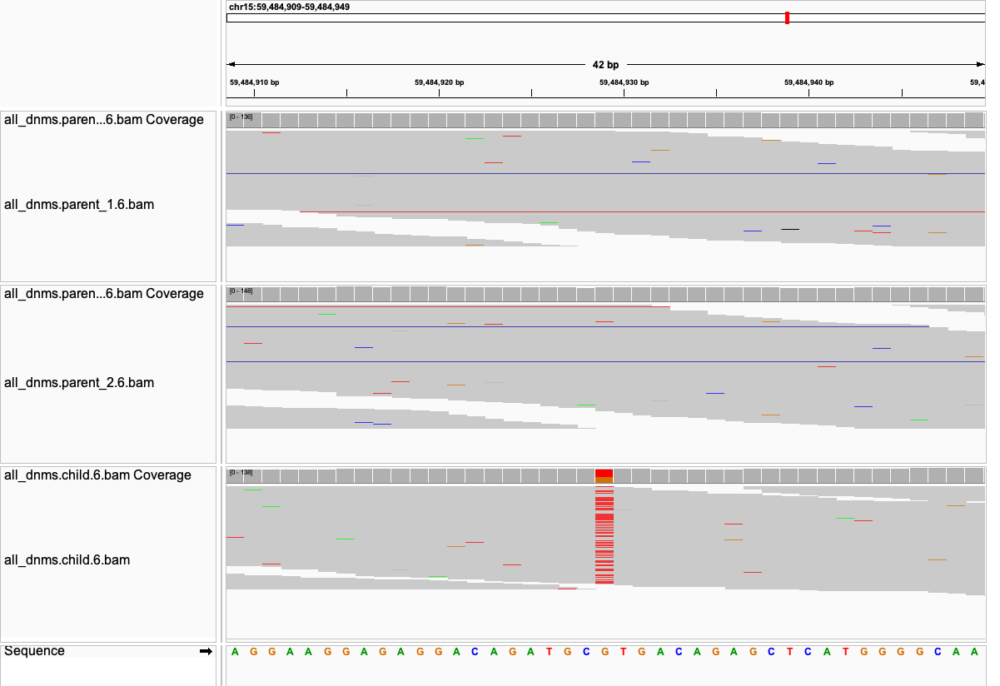 chr15:59,484,909-59,484,949
42 bp
59,484,910 bp 59,484,920 bp 59,484,930 bp 59,484,940 bp 59,4
all_dnms.paren...6.bam Coverage [0 - 136]
all_dnms.parent_1.6.bam
all_dnms.paren...6.bam Coverage [0 - 148]
all_dnms.parent_2.6.bam
all_dnms.child.6.bam Coverage [0 - 138]
all_dnms.child.6.bam
Sequence A G G A A G G A G A G G A C A G A T G C G T G A C A G A G C T C A T G G G G C A A